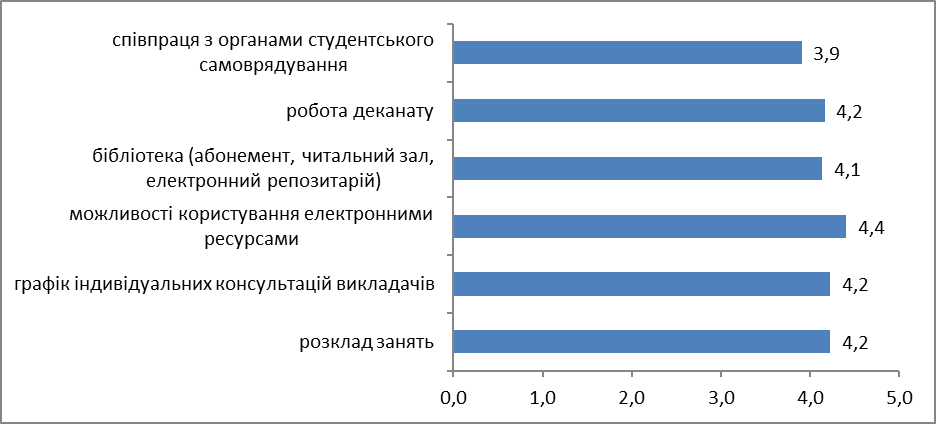 співпраця з органами студентського
самоврядування
3,9
робота деканату
4,2
бібліотека (абонемент, читальний зал,
електронний репозитарій)
4,1
можливості користування електронними
ресурсами
4,4
графік індивідуальних консультацій викладачів
4,2
розклад занять
4,2
0,0 1,0 2,0 3,0 4,0 5,0